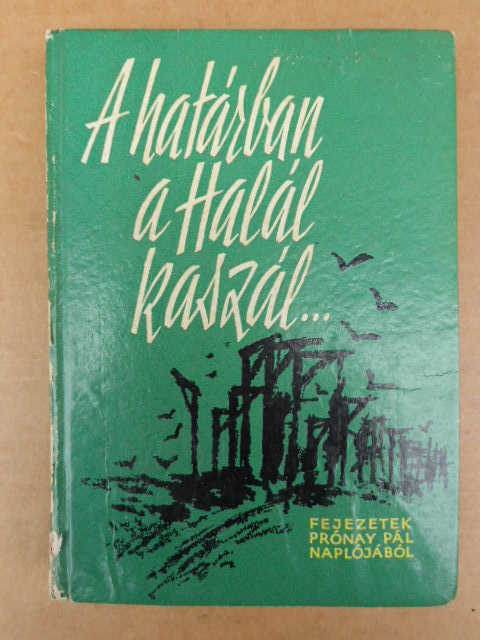 A határban
a Halál
kaszál...
FEJEZETEK
PRÓNAY PÁL
NAPLÓJÁBÓL